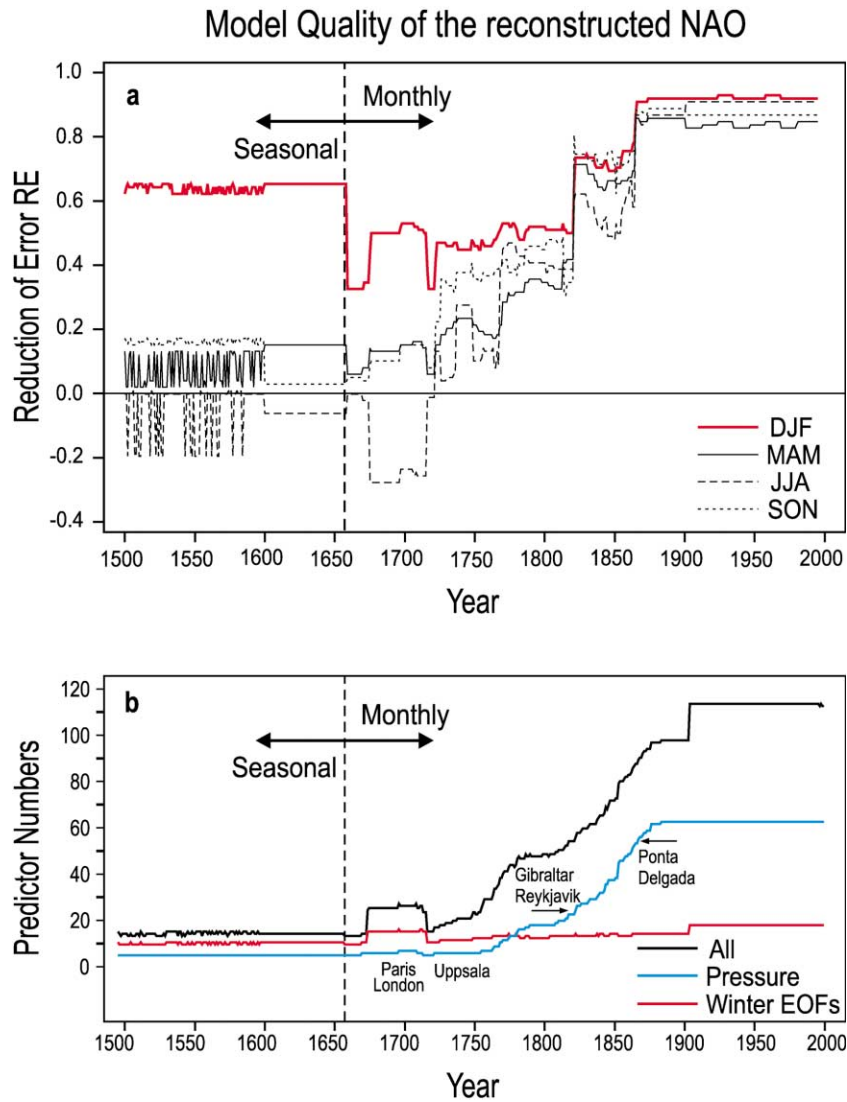 Model Quality of the reconstructed NAO
a
Monthly
Seasonal
Reduction of Error RE
1.0
0.8
0.6
0.4
0.2
0.0
-0.2
-0.4
DJF
MAM
JJA
SON
1500 1550 1600 1650 1700 1750 1800 1850 1900 1950 2000
Year
b
Monthly
Seasonal
Predictor Numbers
120
100
80
60
40
20
0
Gibraltar
Reykjavik
Ponta
Delgada
Paris
London
Uppsala
All
Pressure
Winter EOFs
1500 1550 1600 1650 1700 1750 1800 1850 1900 1950 2000
Year